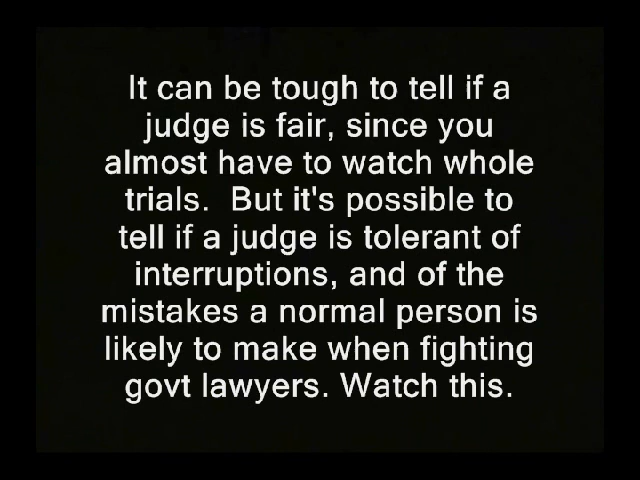 It can be tough to tell if a
judge is fair, since you
almost have to watch whole
trials.  But it's possible to
tell if a judge is tolerant of
interruptions, and of the
mistakes a normal person is
likely to make when fighting
govt lawyers. Watch this.